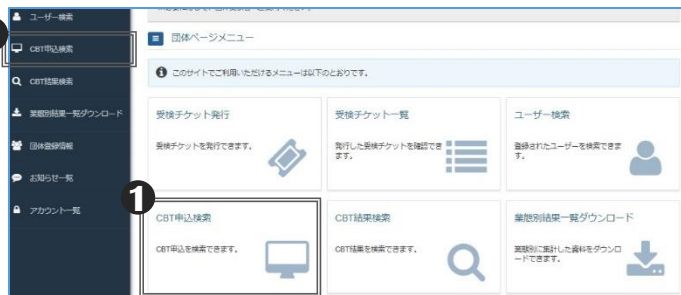 ユーザー検索
CBT申込検索
CBT結果検索
業態別結果一覧ダウンロード
団体登録情報
お知らせ一覧
アカウント一覧
団体ページメニュー
このサイトでご利用いただけるメニューは以下のとおりです。
受検チケット発行
受検チケットを発行できます。
受検チケット一覧
発行した受検チケットを確認でき
ます。
ユーザー検索
登録されたユーザーを検索できま
す。
1
CBT申込検索
CBT申込を検索できます。
CBT結果検索
CBT結果を検索できます。
業態別結果一覧ダウンロード
業態別に集計した資料をダウンロ
ードできます。